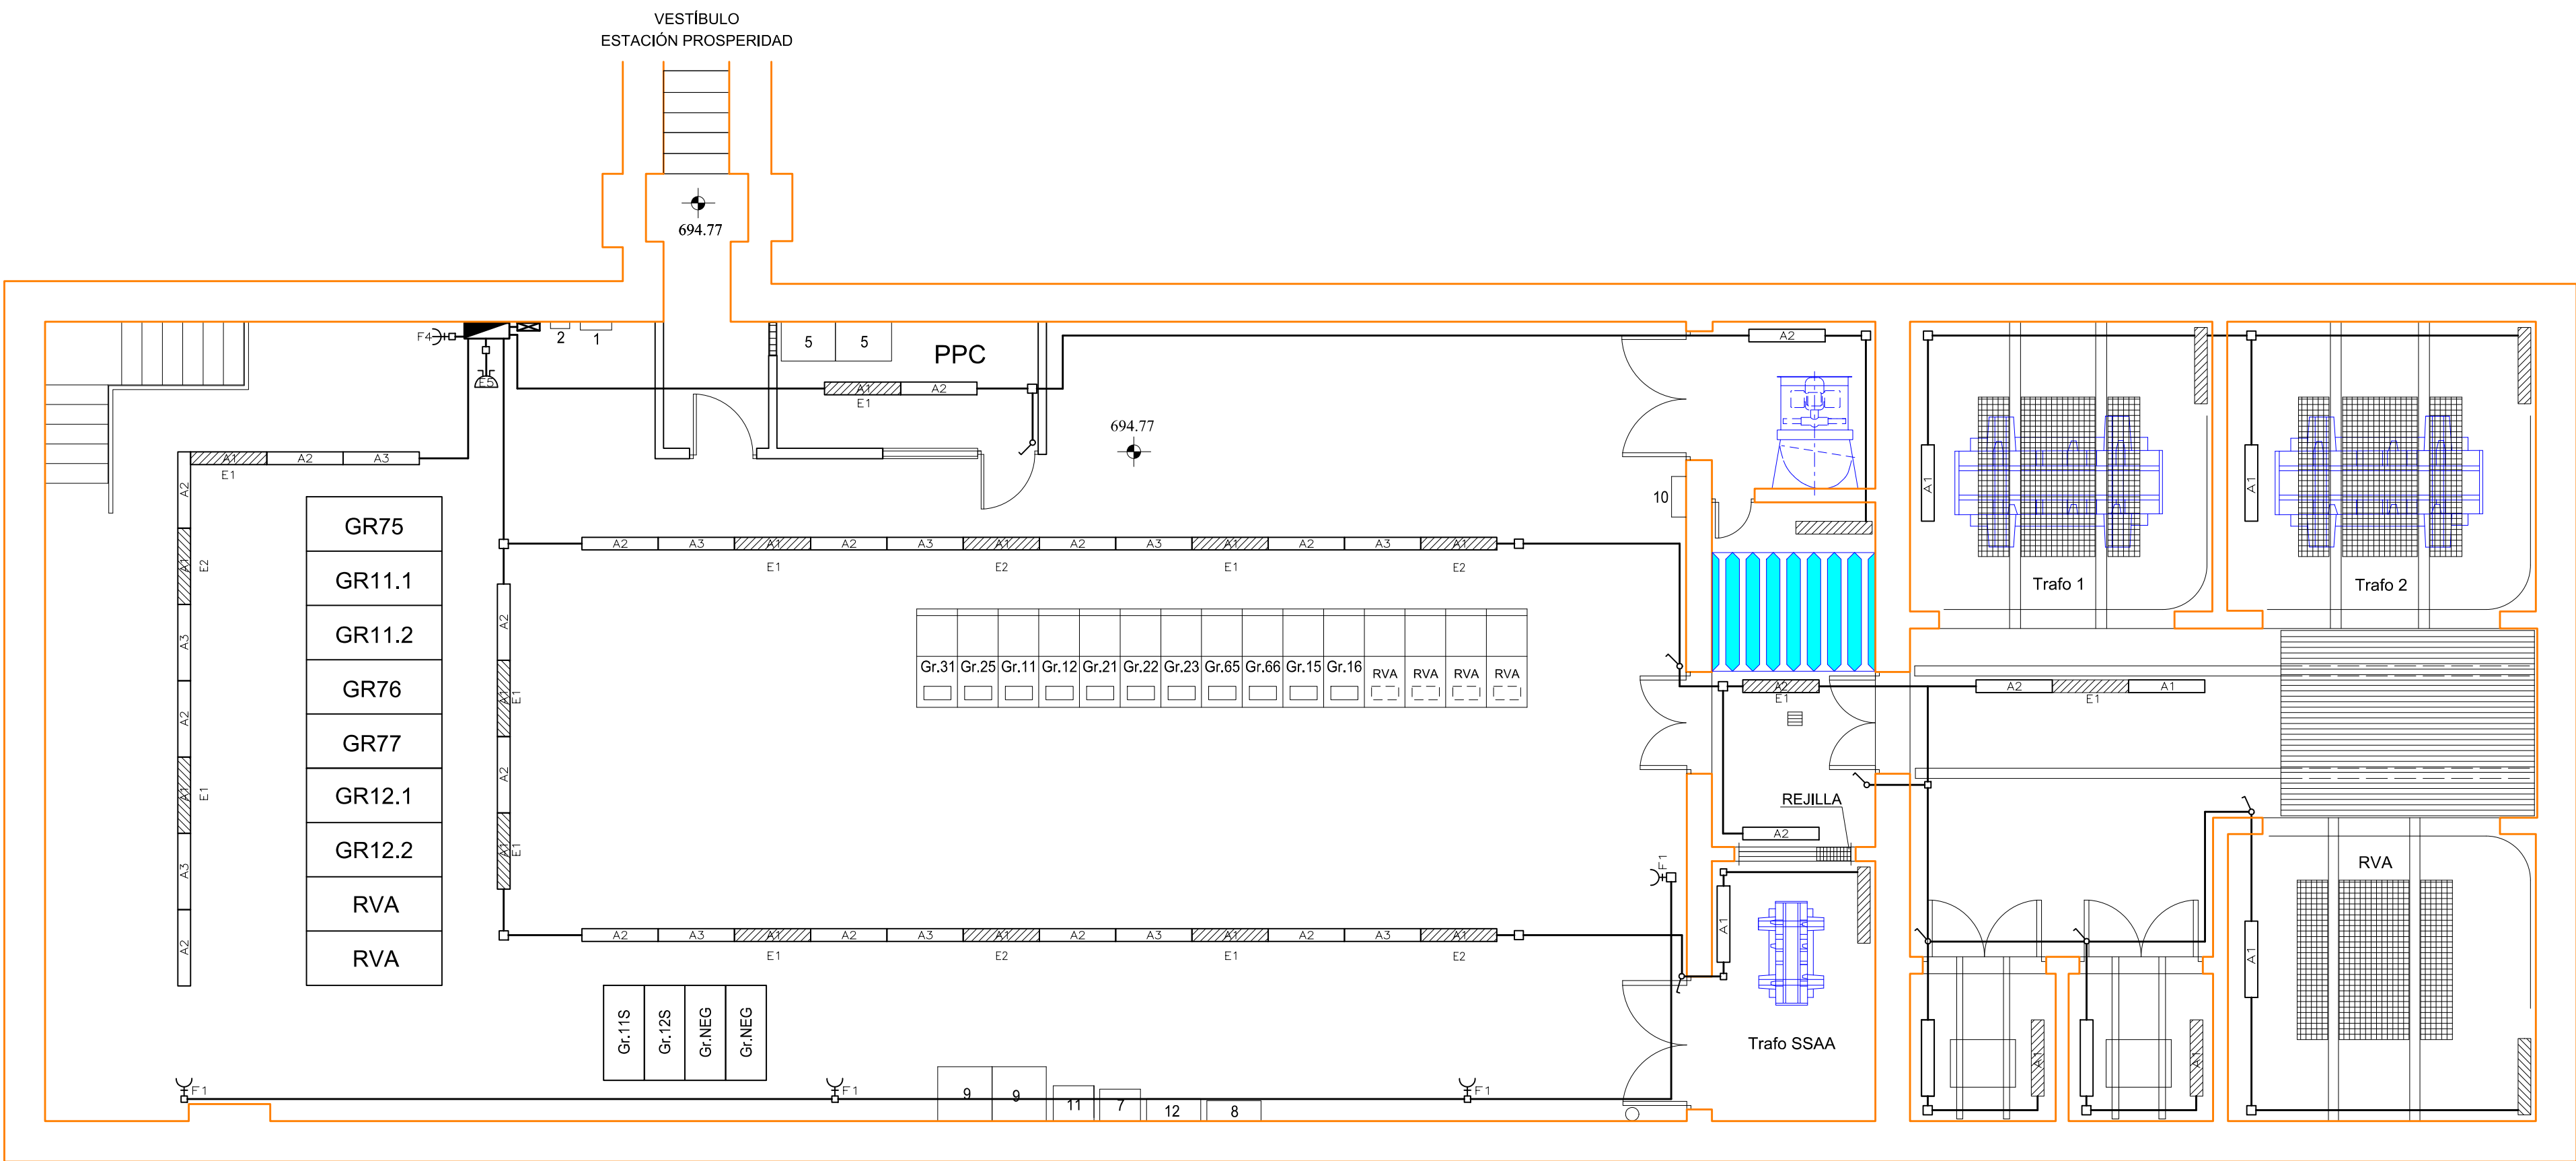 VESTÍBULO
ESTACIÓN PROSPERIDAD
694.77
F4
2
1
5
5
PPC
A2
E5
A1
A2
E1
694.77
A1
A2
A3
E1
A2
10
A1
A1
GR75
GR11.1
GR11.2
GR76
GR77
GR12.1
GR12.2
RVA
RVA
A2
A3
A1
A2
A3
A1
A2
A3
A1
A2
A3
A1
E1
E2
E1
E2
A1
E2
A3
A2
A1
E1
A3
A2
Trafo 1
Trafo 2
A2
A1
E1
A2
A1
E1
Gr.31
Gr.25
Gr.11
Gr.12
Gr.21
Gr.22
Gr.23
Gr.65
Gr.66
Gr.15
Gr.16
RVA
RVA
RVA
RVA
A2
E1
A2
E1
A1
REJILLA
A2
F1
RVA
A1
A2
A3
A1
A2
A3
A1
A2
A3
A1
A2
A3
A1
E1
E2
E1
E2
A1
Gr.11S
Gr.12S
Gr.NEG
Gr.NEG
Trafo SSAA
A1
A1
F1
F1
F1
9
9
11
7
12
8